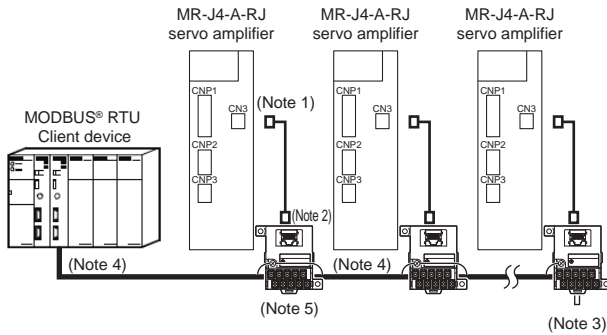 MR-J4-A-RJ
servo amplifier
MR-J4-A-RJ
servo amplifier
MR-J4-A-RJ
servo amplifier
MODBUS® RTU
Client device
CNP1
CN3
CNP2
CNP3
(Note 1)
CNP1
CN3
CNP2
CNP3
CNP1
CN3
CNP2
CNP3
(Note 2)
(Note 4)
(Note 4)
(Note 5)
(Note 3)